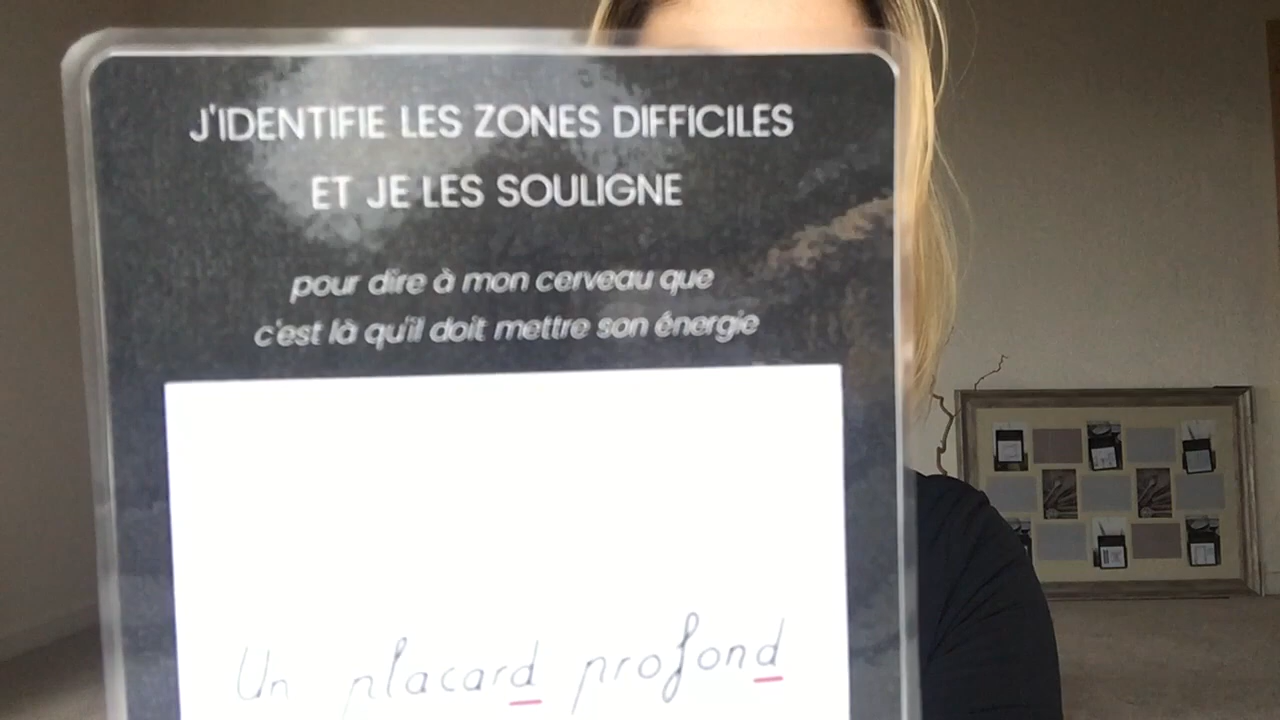 J'IDENTIFIE LES ZONES DIFFICILES
ET JE LES SOULIGNE
pour dire à mon cerveau que
c'est là qu'il doit mettre son énergie
Un placard profond